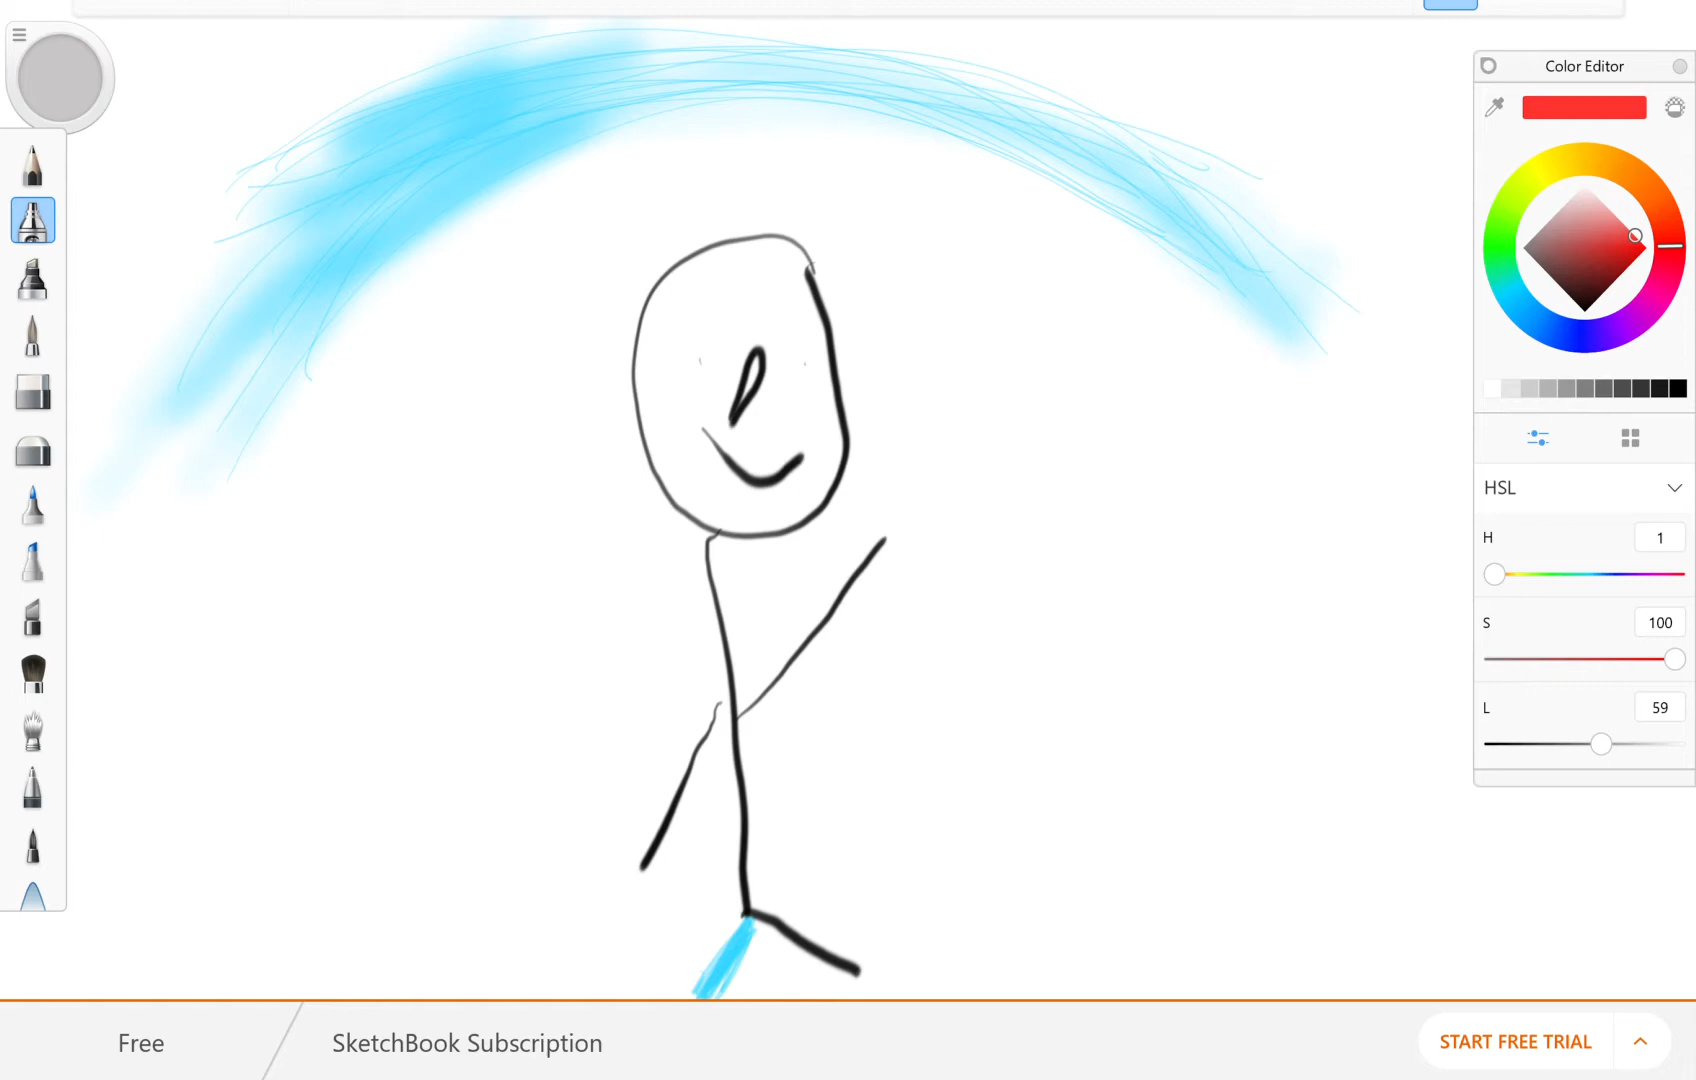 Color Editor
HSL
H
1
S
100
L
59
Free
SketchBook Subscription
START FREE TRIAL